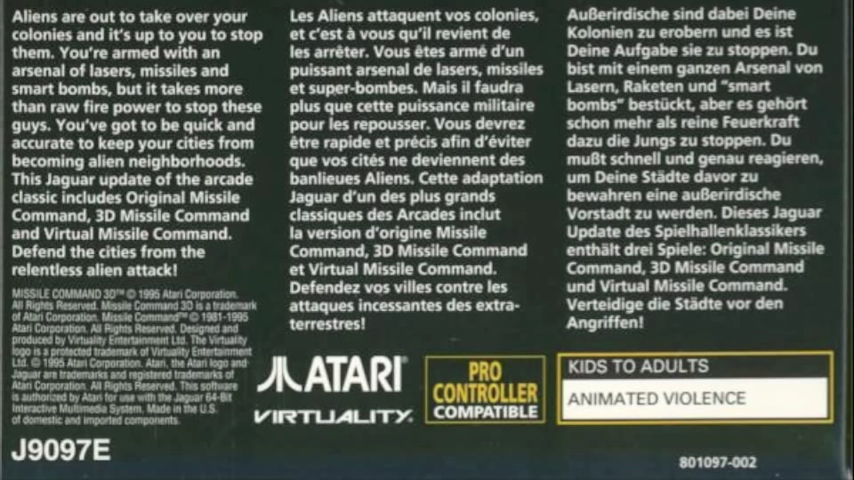 Aliens are out to take over your
colonies and it's up to you to stop
them. You're armed with an
arsenal of lasers, missiles and
smart bombs, but it takes more
than raw fire power to stop these
guys. You've got to be quick and
accurate to keep your cities from
becoming alien neighborhoods.
This Jaguar update of the arcade
classic includes Original Missile
Command, 3D Missile Command
and Virtual Missile Command.
Defend the cities from the
relentless alien attack!
MISSILE COMMAND 3D™ © 1995 Atari Corporation.
All Rights Reserved. Missile Command 3D is a trademark
of Atari Corporation. Missile Command™ © 1981-1995
Atari Corporation. All Rights Reserved. Designed and
produced by Virtuality Entertainment Ltd. The Virtuality
logo is a protected trademark of Virtuality Entertainment
Ltd. © 1995 Atari Corporation. Atari, the Atari logo and
Jaguar are trademarks and registered trademarks of
Atari Corporation. All Rights Reserved. This software
is authorized by Atari for use with the Jaguar 64-Bit
Interactive Multimedia System. Made in the U.S.
of domestic and imported components.
J9097E
Les Aliens attaquent vos colonies,
et c'est à vous qu'il revient de
les arrêter. Vous êtes armé d'un
puissant arsenal de lasers, missiles
et super-bombes. Mais il faudra
plus que cette puissance militaire
pour les repousser. Vous devrez
être rapide et précis afin d'éviter
que vos cités ne deviennent des
banlieues Aliens. Cette adaptation
Jaguar d'un des plus grands
classiques des Arcades inclut
la version d'origine Missile
Command, 3D Missile Command
et Virtual Missile Command.
Defendez vos villes contre les
attaques incessantes des extra-
terrestres!
Außerirdische sind dabei Deine
Kolonien zu erobern und es ist
Deine Aufgabe sie zu stoppen. Du
bist mit einem ganzen Arsenal von
Lasern, Raketen und "smart
bombs" bestückt, aber es gehört
schon mehr als reine Feuerkraft
dazu die Jungs zu stoppen. Du
mußt schnell und genau reagieren,
um Deine Städte davor zu
bewahren eine außerirdische
Vorstadt zu werden. Dieses Jaguar
Update des Spielhallenklassikers
enthält drei Spiele: Original Missile
Command, 3D Missile Command
und Virtual Missile Command.
Verteidige die Städte vor den
Angriffen!
ATARI®
VIRTUALITY®
PRO
CONTROLLER
COMPATIBLE
KIDS TO ADULTS
ANIMATED VIOLENCE
801097-002